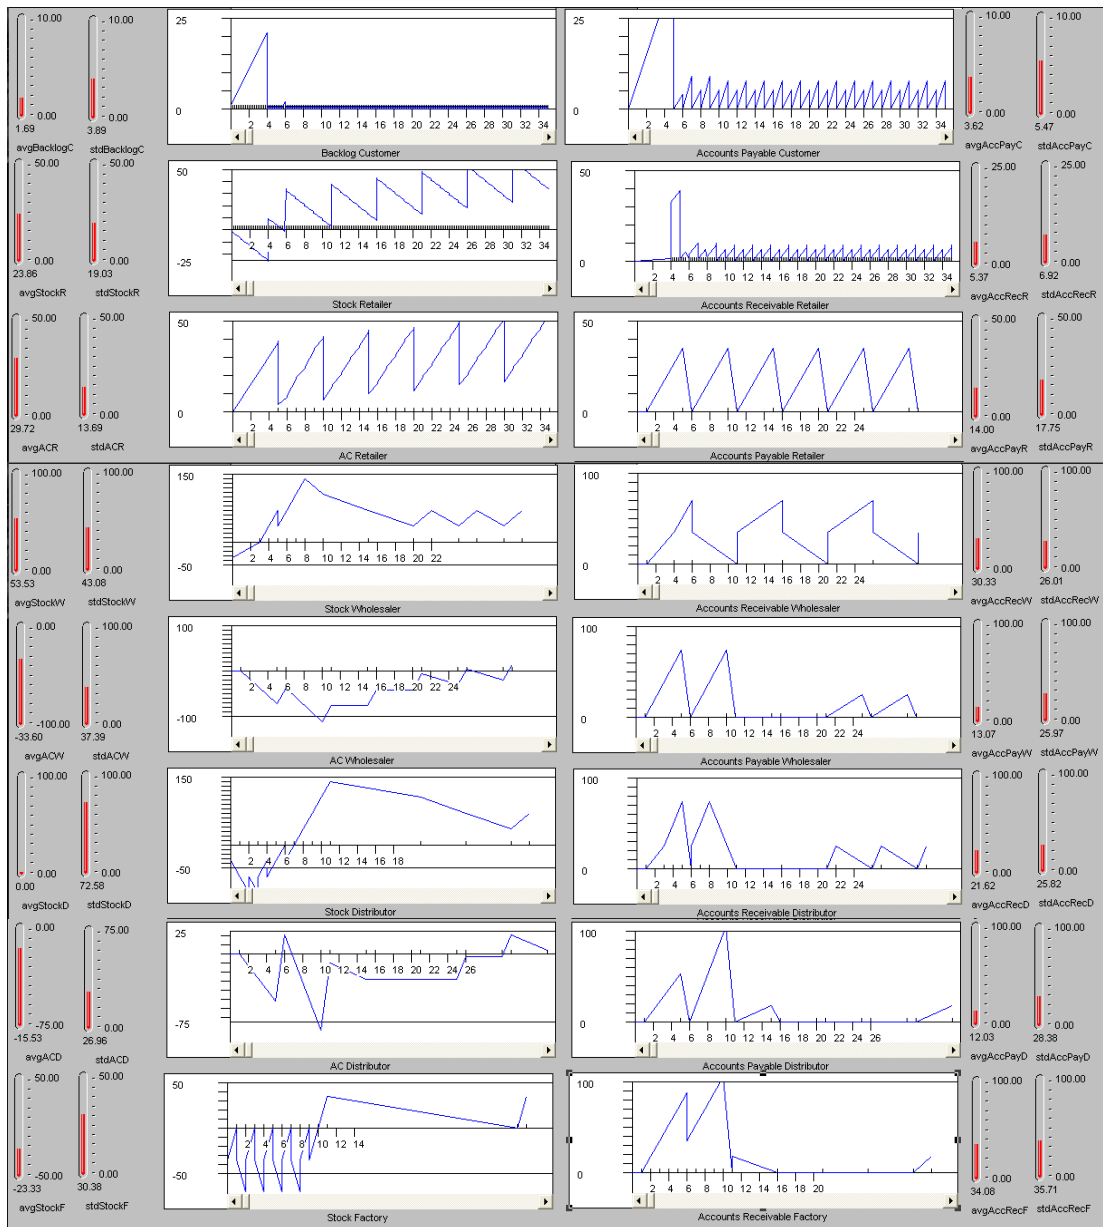 10.00
0.00
1.69
avgBacklogC
10.00
0.00
3.89
stdBacklogC
25
0
2 4 6 8 10 12 14 16 18 20 22 24 26 28 30 32 34
Backlog Customer
25
0
2 4 6 8 10 12 14 16 18 20 22 24 26 28 30 32 34
Accounts Payable Customer
10.00
0.00
3.62
avgAccPayC
10.00
0.00
5.47
stdAccPayC
50.00
0.00
23.86
avgStockR
50.00
0.00
19.03
stdStockR
50
-25
2 4 6 8 10 12 14 16 18 20 22 24 26 28 30 32 34
Stock Retailer
50
0
2 4 6 8 10 12 14 16 18 20 22 24 26 28 30 32 34
Accounts Receivable Retailer
25.00
0.00
5.37
avgAccRecR
25.00
0.00
6.92
stdAccRecR
50.00
0.00
29.72
avgACR
50.00
0.00
13.69
stdACR
50
0
2 4 6 8 10 12 14 16 18 20 22 24 26 28 30 32 34
AC Retailer
50
0
2 4 6 8 10 12 14 16 18 20 22 24
Accounts Payable Retailer
50.00
0.00
14.00
avgAccPayR
50.00
0.00
17.75
stdAccPayR
100.00
0.00
53.53
avgStockW
100.00
0.00
43.08
stdStockW
150
-50
2 4 6 8 10 12 14 16 18 20 22
Stock Wholesaler
100
0
2 4 6 8 10 12 14 16 18 20 22 24
Accounts Receivable Wholesaler
100.00
0.00
30.33
avgAccRecW
100.00
0.00
26.01
stdAccRecW
0.00
-100.00
-33.60
avgACW
100.00
0.00
37.39
stdACW
100
-100
2 4 6 8 10 12 14 16 18 20 22 24
AC Wholesaler
100
0
2 4 6 8 10 12 14 16 18 20 22 24
Accounts Payable Wholesaler
100.00
0.00
13.07
avgAccPayW
100.00
0.00
25.97
stdAccPayW
100.00
0.00
0.00
avgStockD
100.00
0.00
72.58
stdStockD
150
-50
2 4 6 8 10 12 14 16 18
Stock Distributor
100
0
2 4 6 8 10 12 14 16 18 20 22 24
Accounts Receivable Distributor
100.00
0.00
21.62
avgAccRecD
100.00
0.00
25.82
stdAccRecD
0.00
-75.00
-15.53
avgACD
75.00
0.00
26.96
stdACD
25
-75
2 4 6 8 10 12 14 16 18 20 22 24 26
AC Distributor
100
0
2 4 6 8 10 12 14 16 18 20 22 24 26
Accounts Payable Distributor
100.00
0.00
12.03
avgAccPayD
100.00
0.00
28.38
stdAccPayD
50.00
-50.00
-23.33
avgStockF
50.00
0.00
30.38
stdStockF
50
-50
2 4 6 8 10 12 14
Stock Factory
100
0
2 4 6 8 10 12 14 16 18 20
Accounts Receivable Factory
100.00
0.00
34.08
avgAccRecF
100.00
0.00
35.71
stdAccRecF